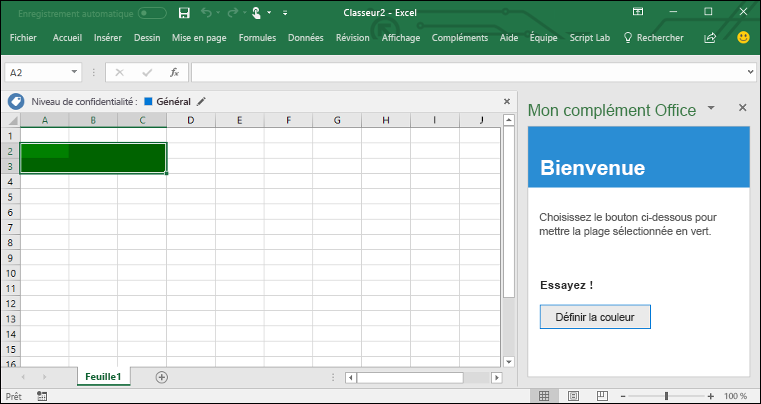 Enregistrement automatique
Classeur2 - Excel
Fichier Accueil Insérer Dessin Mise en page Formules Données Révision Affichage Compléments Aide Équipe Script Lab Rechercher
A2 fx
Niveau de confidentialité : Général
A B C D E F G H I J
1
2
3
4
5
6
7
8
9
10
11
12
13
14
15
16
Mon complément Office
Bienvenue
Choisissez le bouton ci-dessous pour
mettre la plage sélectionnée en vert.
Essayez !
Définir la couleur
Feuille1
Prêt
100 %